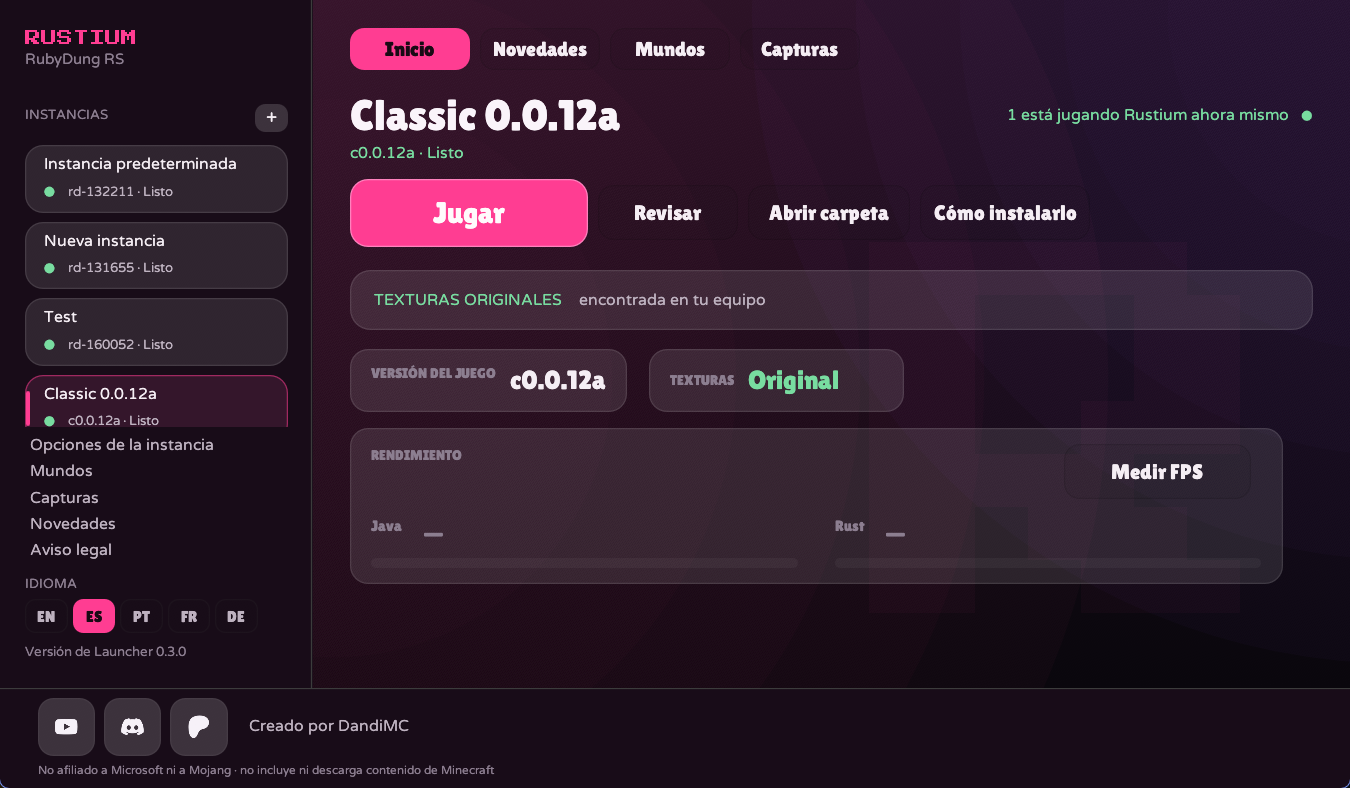 RUSTIUM
RubyDung RS
INSTANCIAS
+
Instancia predeterminada
rd-132211 · Listo
Nueva instancia
rd-131655 · Listo
Test
rd-160052 · Listo
Classic 0.0.12a
c0.0.12a · Listo
Opciones de la instancia
Mundos
Capturas
Novedades
Aviso legal
IDIOMA
EN ES PT FR DE
Versión de Launcher 0.3.0
Inicio Novedades Mundos Capturas
Classic 0.0.12a
1 está jugando Rustium ahora mismo
c0.0.12a · Listo
Jugar Revisar Abrir carpeta Cómo instalarlo
TEXTURAS ORIGINALES encontrada en tu equipo
VERSIÓN DEL JUEGO c0.0.12a
TEXTURAS Original
RENDIMIENTO
Medir FPS
Java —
Rust —
Creado por DandiMC
No afiliado a Microsoft ni a Mojang · no incluye ni descarga contenido de Minecraft